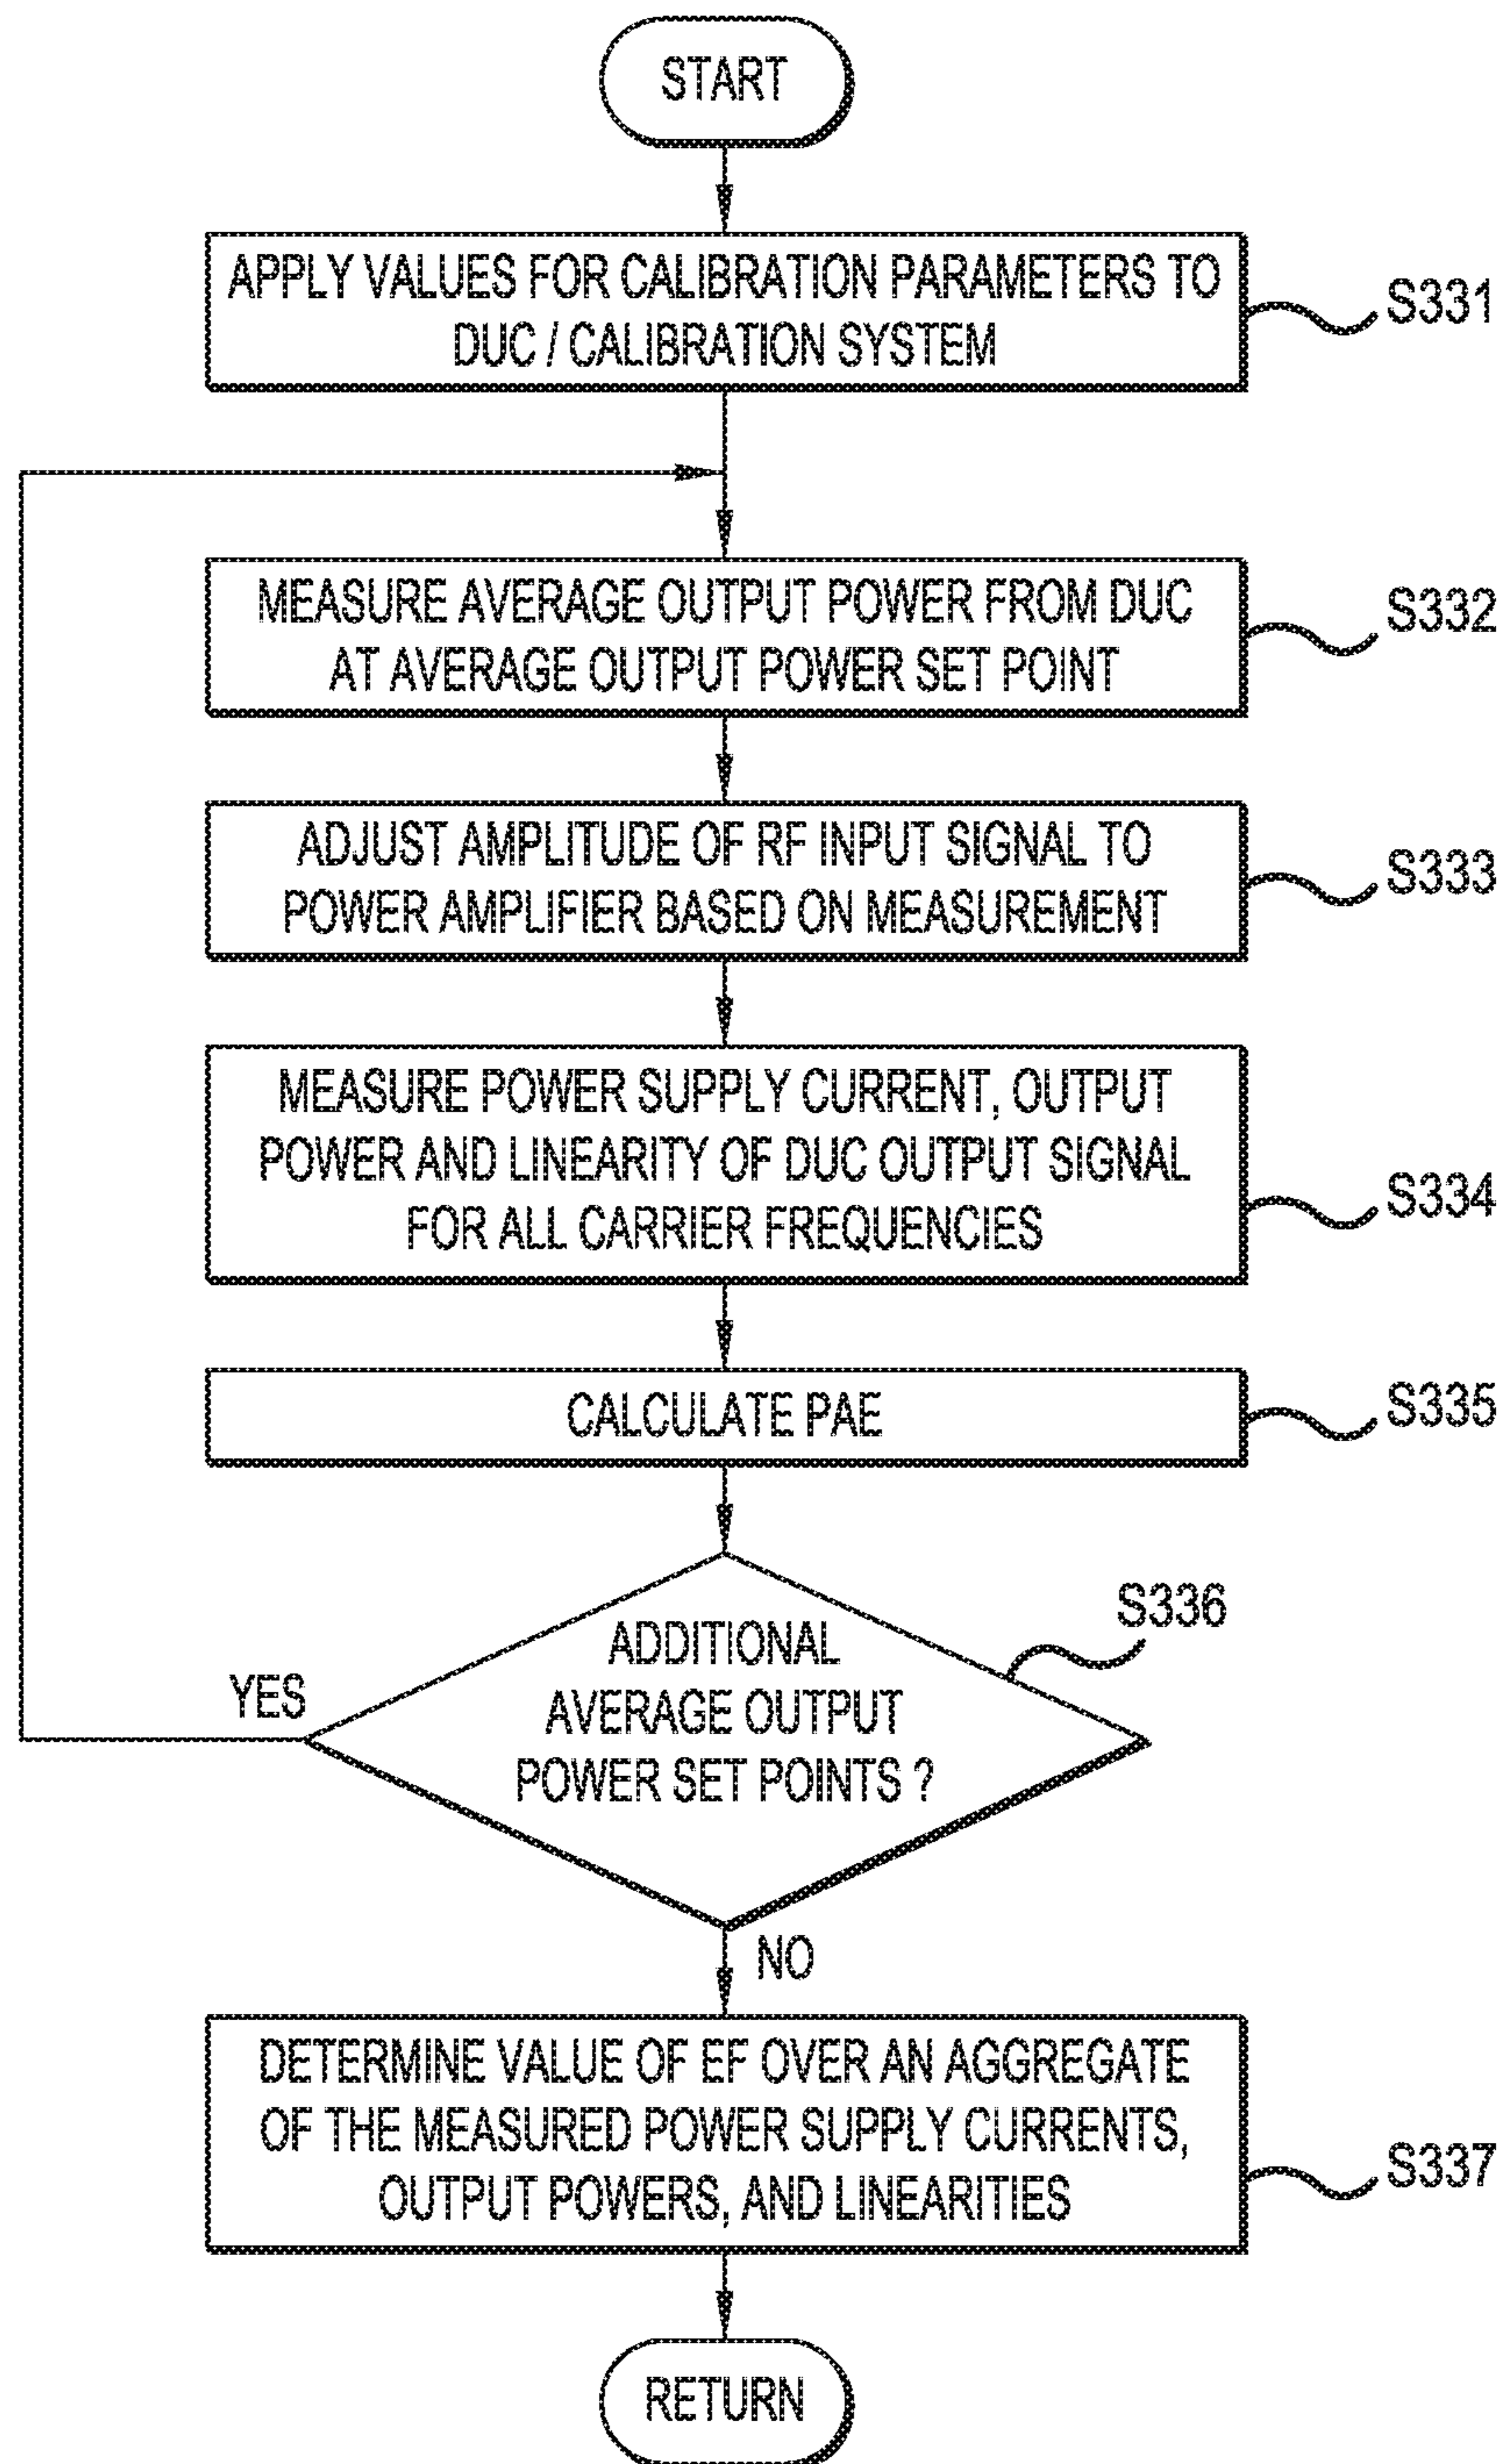 START
APPLY VALUES FOR CALIBRATION PARAMETERS TO
DUC / CALIBRATION SYSTEM
S331
MEASURE AVERAGE OUTPUT POWER FROM DUC
AT AVERAGE OUTPUT POWER SET POINT
S332
ADJUST AMPLITUDE OF RF INPUT SIGNAL TO
POWER AMPLIFIER BASED ON MEASUREMENT
S333
MEASURE POWER SUPPLY CURRENT, OUTPUT
POWER AND LINEARITY OF DUC OUTPUT SIGNAL
FOR ALL CARRIER FREQUENCIES
S334
CALCULATE PAE
S335
S336
ADDITIONAL
AVERAGE OUTPUT
POWER SET POINTS ?
YES
NO
DETERMINE VALUE OF EF OVER AN AGGREGATE
OF THE MEASURED POWER SUPPLY CURRENTS,
OUTPUT POWERS, AND LINEARITIES
S337
RETURN